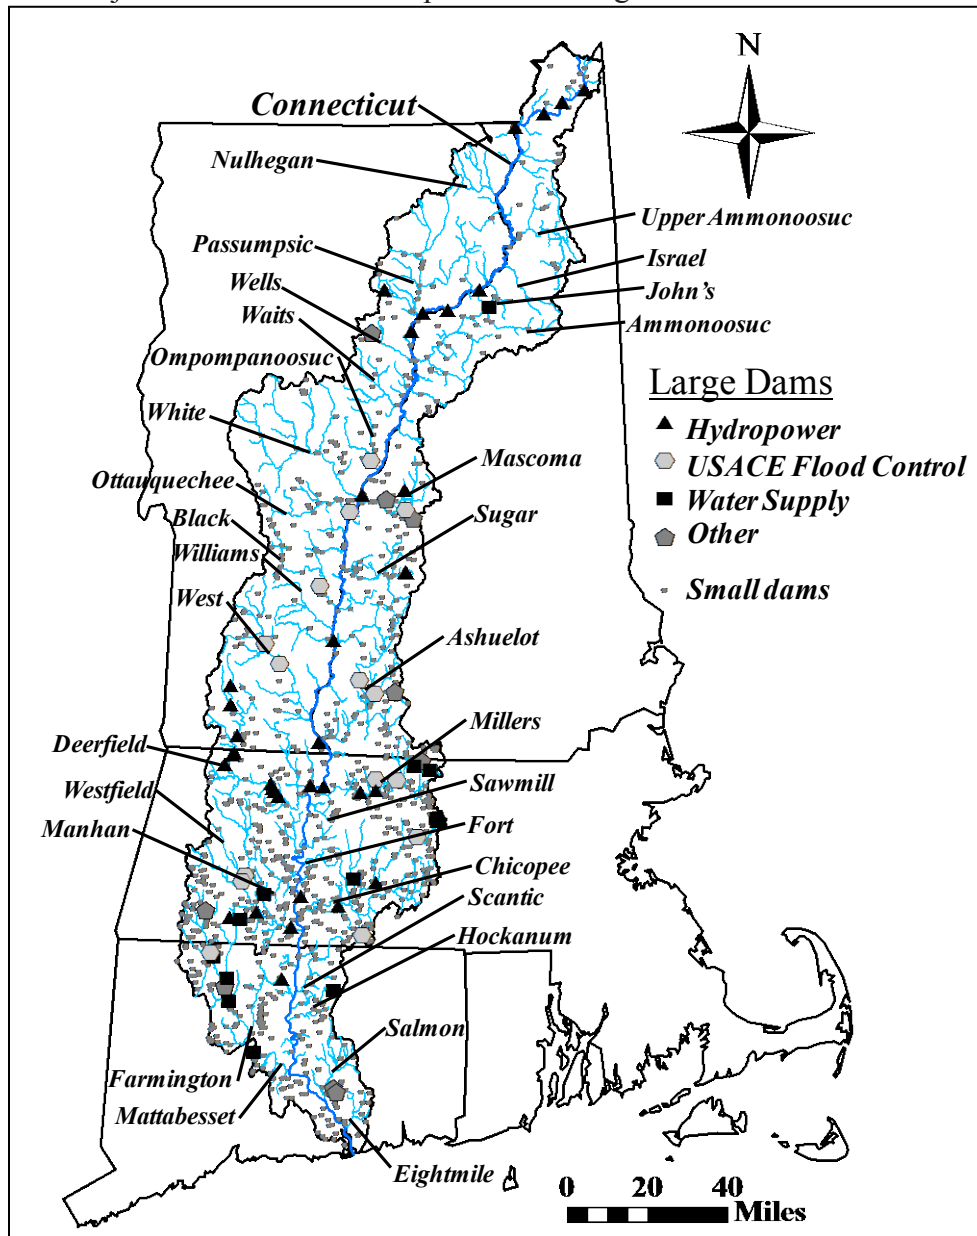 N
Connecticut
Nulhegan
Upper Ammonoosuc
Passumpsic
Israel
Wells
John's
Waits
Ammonoosuc
Ompompanoosuc
Large Dams
White
Hydropower
Mascoma
USACE Flood Control
Ottauquechee
Water Supply
Black
Sugar
Other
Williams
West
Small dams
Ashuelot
Millers
Deerfield
Westfield
Sawmill
Manhan
Fort
Chicopee
Scantic
Hockanum
Salmon
Farmington
Mattabesset
Eightmile
0 20 40
Miles